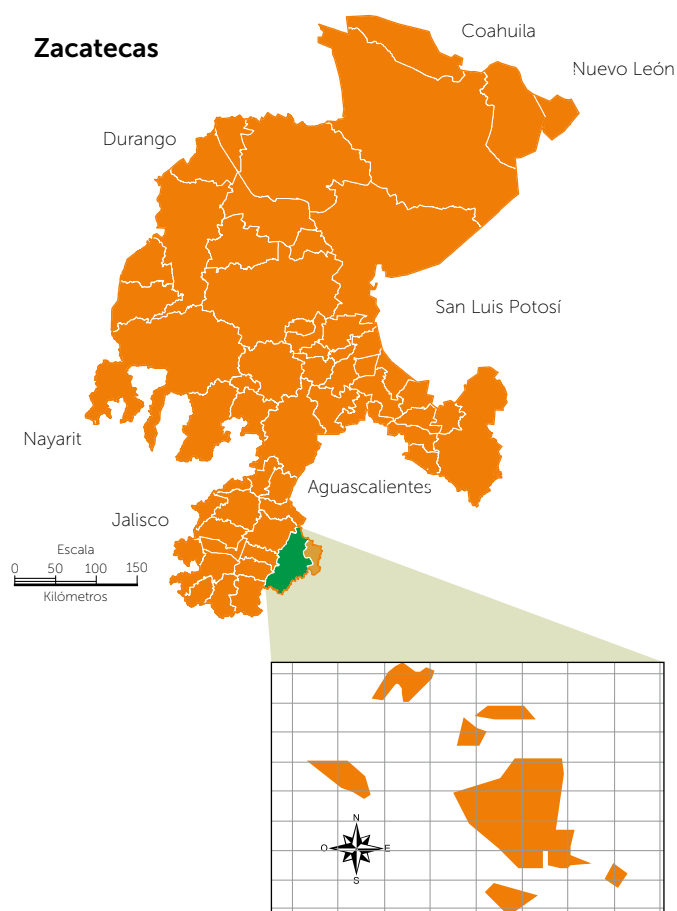 Zacatecas
Coahuila
Nuevo León
Durango
San Luis Potosí
Nayarit
Aguascalientes
Jalisco
Escala
0 50 100 150
Kilómetros
N
O E
S